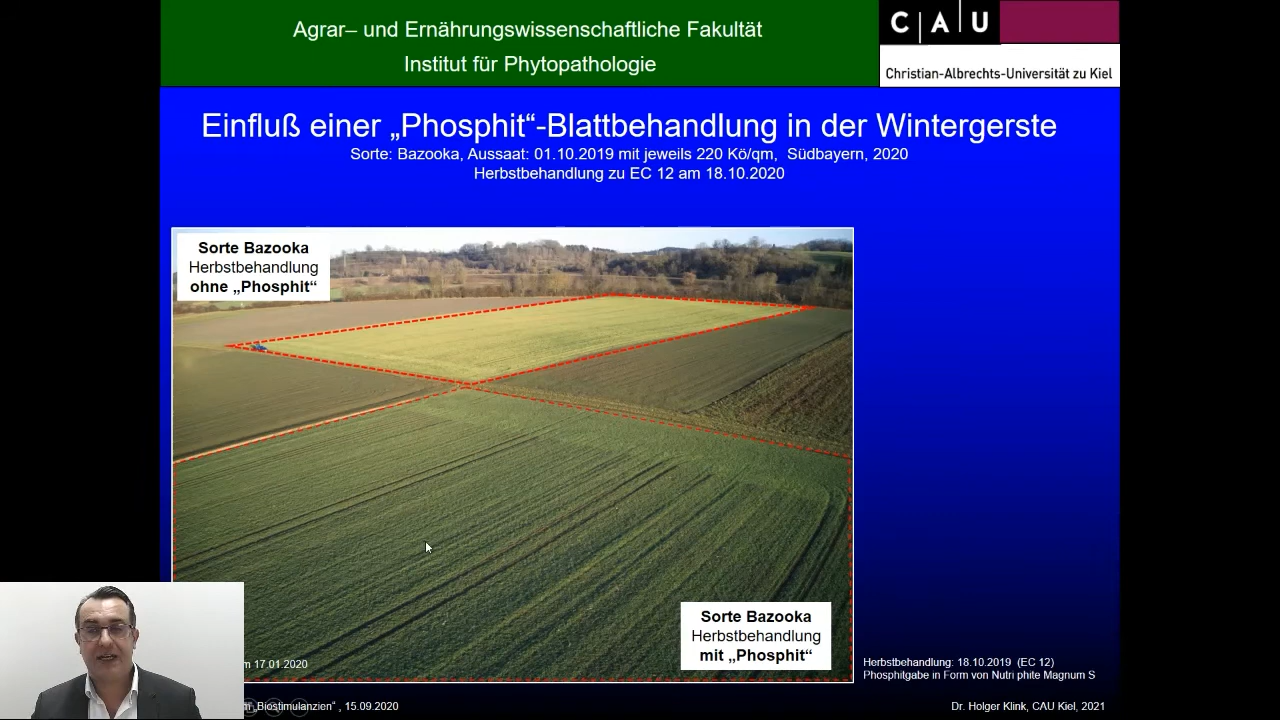 Agrar– und Ernährungswissenschaftliche Fakultät
Institut für Phytopathologie
C|A|U
Christian-Albrechts-Universität zu Kiel
Einfluß einer „Phosphit“-Blattbehandlung in der Wintergerste
Sorte: Bazooka, Aussaat: 01.10.2019 mit jeweils 220 Kö/qm, Südbayern, 2020
Herbstbehandlung zu EC 12 am 18.10.2020
Sorte Bazooka
Herbstbehandlung
ohne „Phosphit“
Sorte Bazooka
Herbstbehandlung
mit „Phosphit“
17.01.2020
Herbstbehandlung: 18.10.2019 (EC 12)
Phosphitgabe in Form von Nutri phite Magnum S
„Biostimulanzien“ , 15.09.2020
Dr. Holger Klink, CAU Kiel, 2021